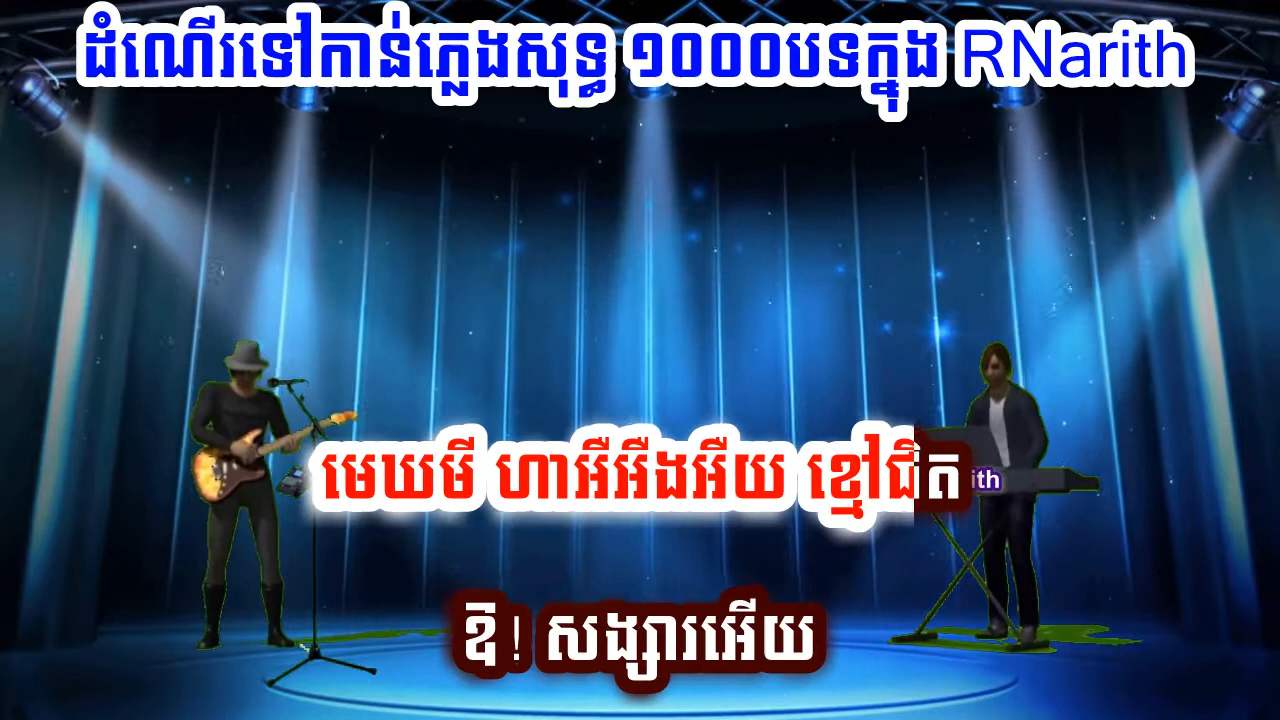 ដំណើរទៅកាន់ភ្លេងសុទ្ធ ១០០០បទក្នុង RNarith
មេឃមី ហាអឺអឺងអឺយ ខ្មៅជិត
ith
ឱ! សង្សារអើយ